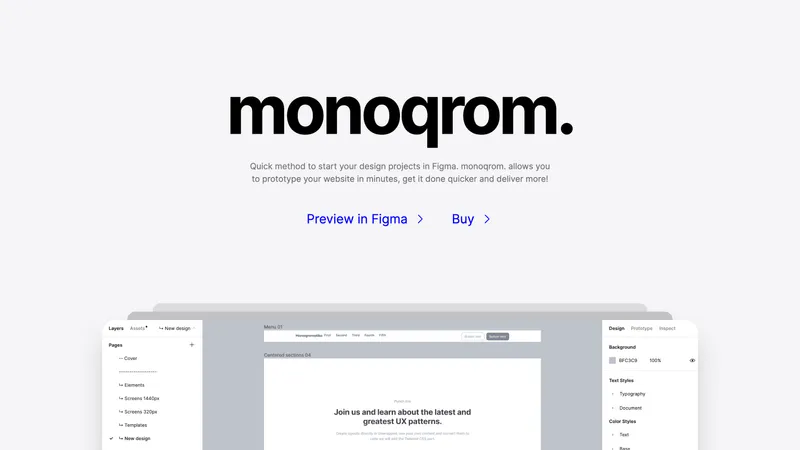 monoqrom.
Quick method to start your design projects in Figma. monoqrom. allows you
to prototype your website in minutes, get it done quicker and deliver more!
Preview in Figma
Buy
Layers Assets New design
Pages
Cover
Elements
Screens 1440px
Screens 320px
Templates
New design
Menu 07
Centered sections 04
Join us and learn about the latest and
greatest UX patterns.
Design Prototype Inspect
Background
BFC3C9 100%
Text Styles
Typography
Document
Color Styles
Text
Base